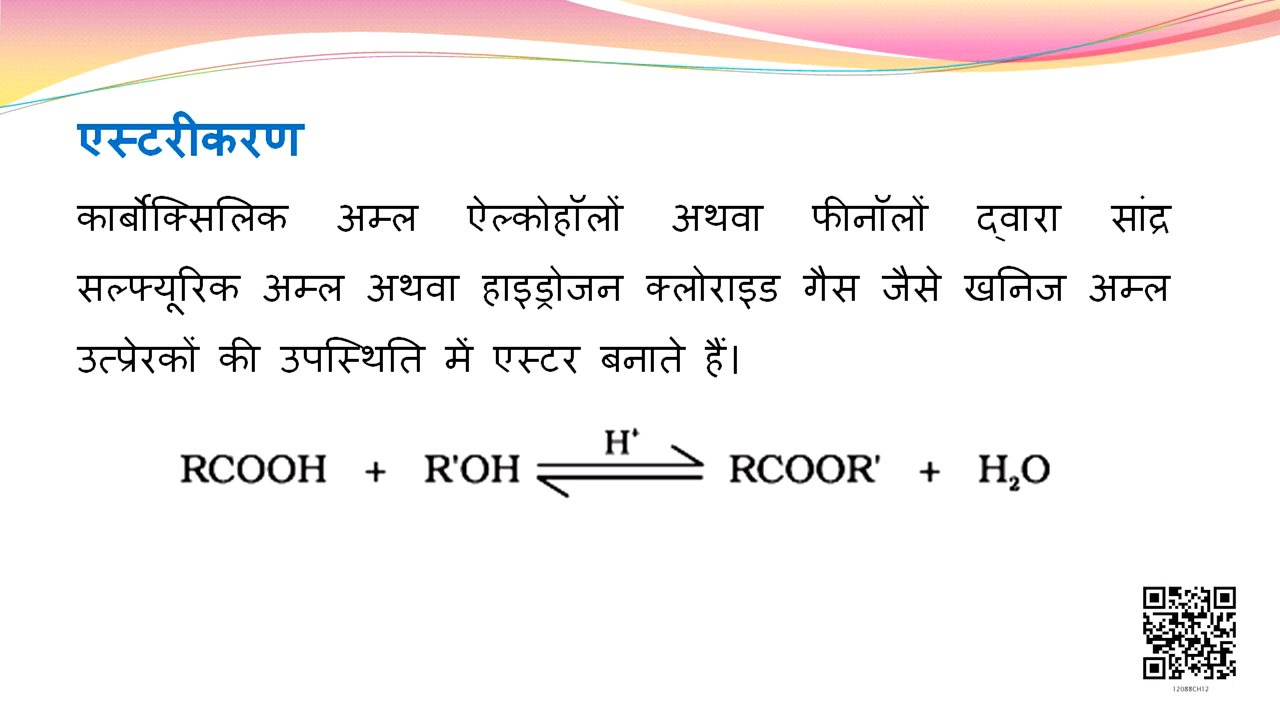 एस्टरीकरण
कार्बोक्सिलिक अम्ल ऐल्कोहॉलों अथवा फीनॉलों द्वारा सांद्र
सल्फ्यूरिक अम्ल अथवा हाइड्रोजन क्लोराइड गैस जैसे खनिज अम्ल
उत्प्रेरकों की उपस्थिति में एस्टर बनाते हैं।
RCOOH + R'OH ⇌ RCOOR' + H₂O
H⁺
12088CH12